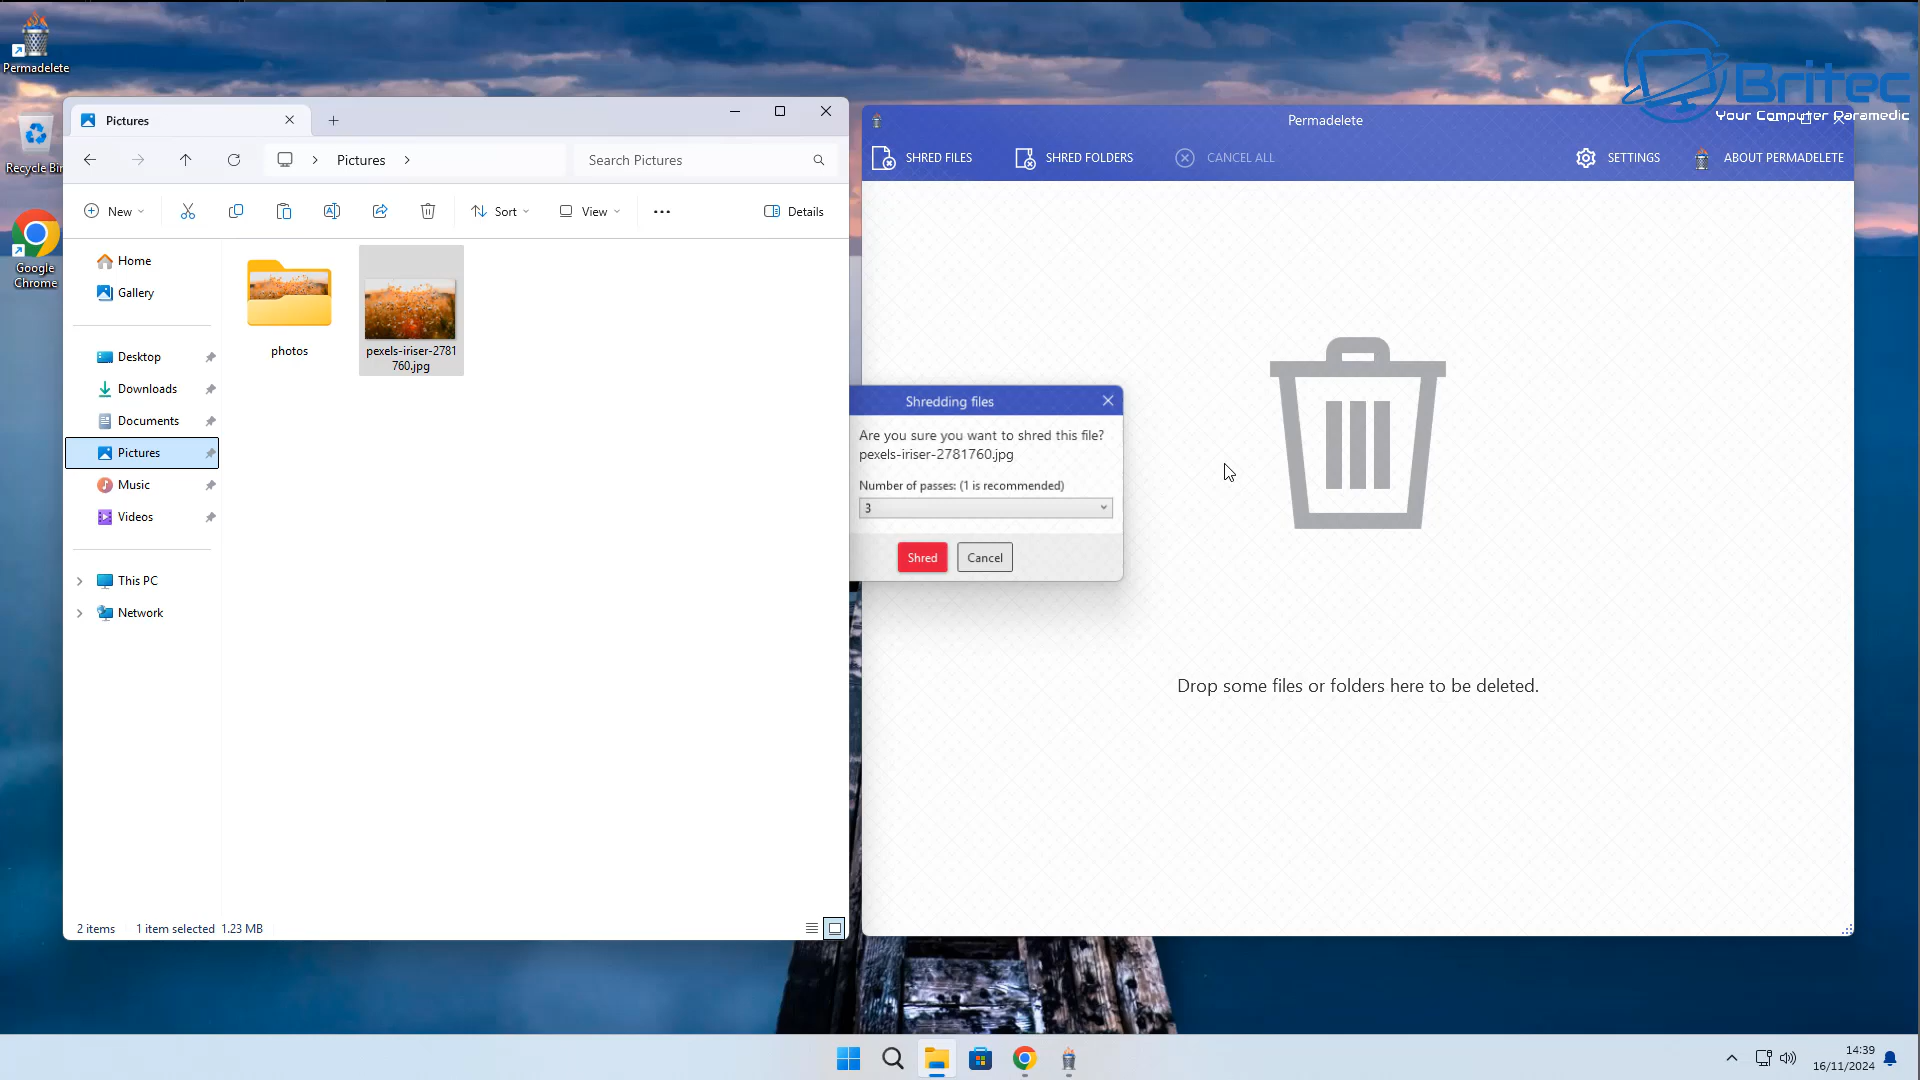 Permadelete
Recycle Bin
Google
Chrome
Pictures
Pictures
Search Pictures
New
Sort
View
Details
Home
Gallery
Desktop
Downloads
Documents
Pictures
Music
Videos
This PC
Network
photos
pexels-iriser-2781
760.jpg
2 items
1 item selected 1.23 MB
Britec
Your Computer Paramedic
Permadelete
SHRED FILES
SHRED FOLDERS
CANCEL ALL
SETTINGS
ABOUT PERMADELETE
Shredding files
Are you sure you want to shred this file?
pexels-iriser-2781760.jpg
Number of passes: (1 is recommended)
3
Shred
Cancel
Drop some files or folders here to be deleted.
14:39
16/11/2024